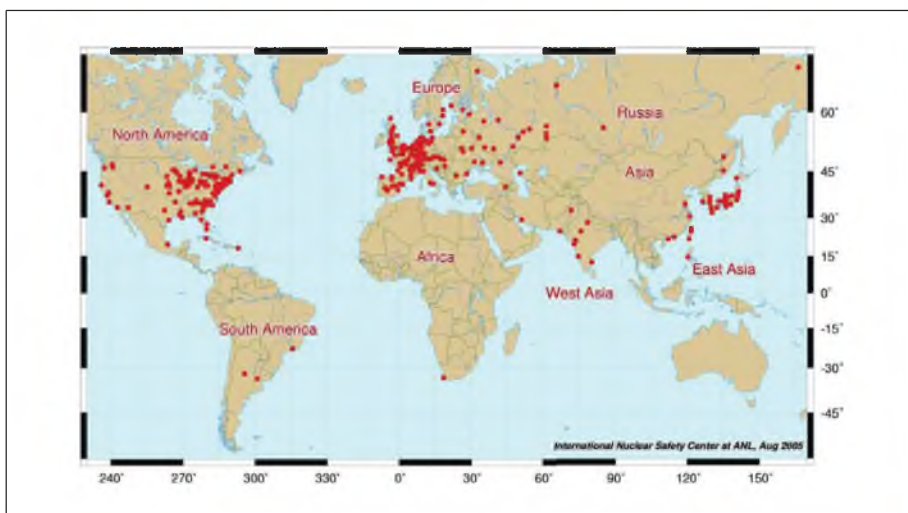 Europe
60°
Russia
North America
45°
Asia
30°
15°
Africa
East Asia
West Asia
0°
South America
-15°
-30°
-45°
International Nuclear Safety Center at ANL, Aug 2005
240° 270° 300° 330° 0° 30° 60° 90° 120° 150°